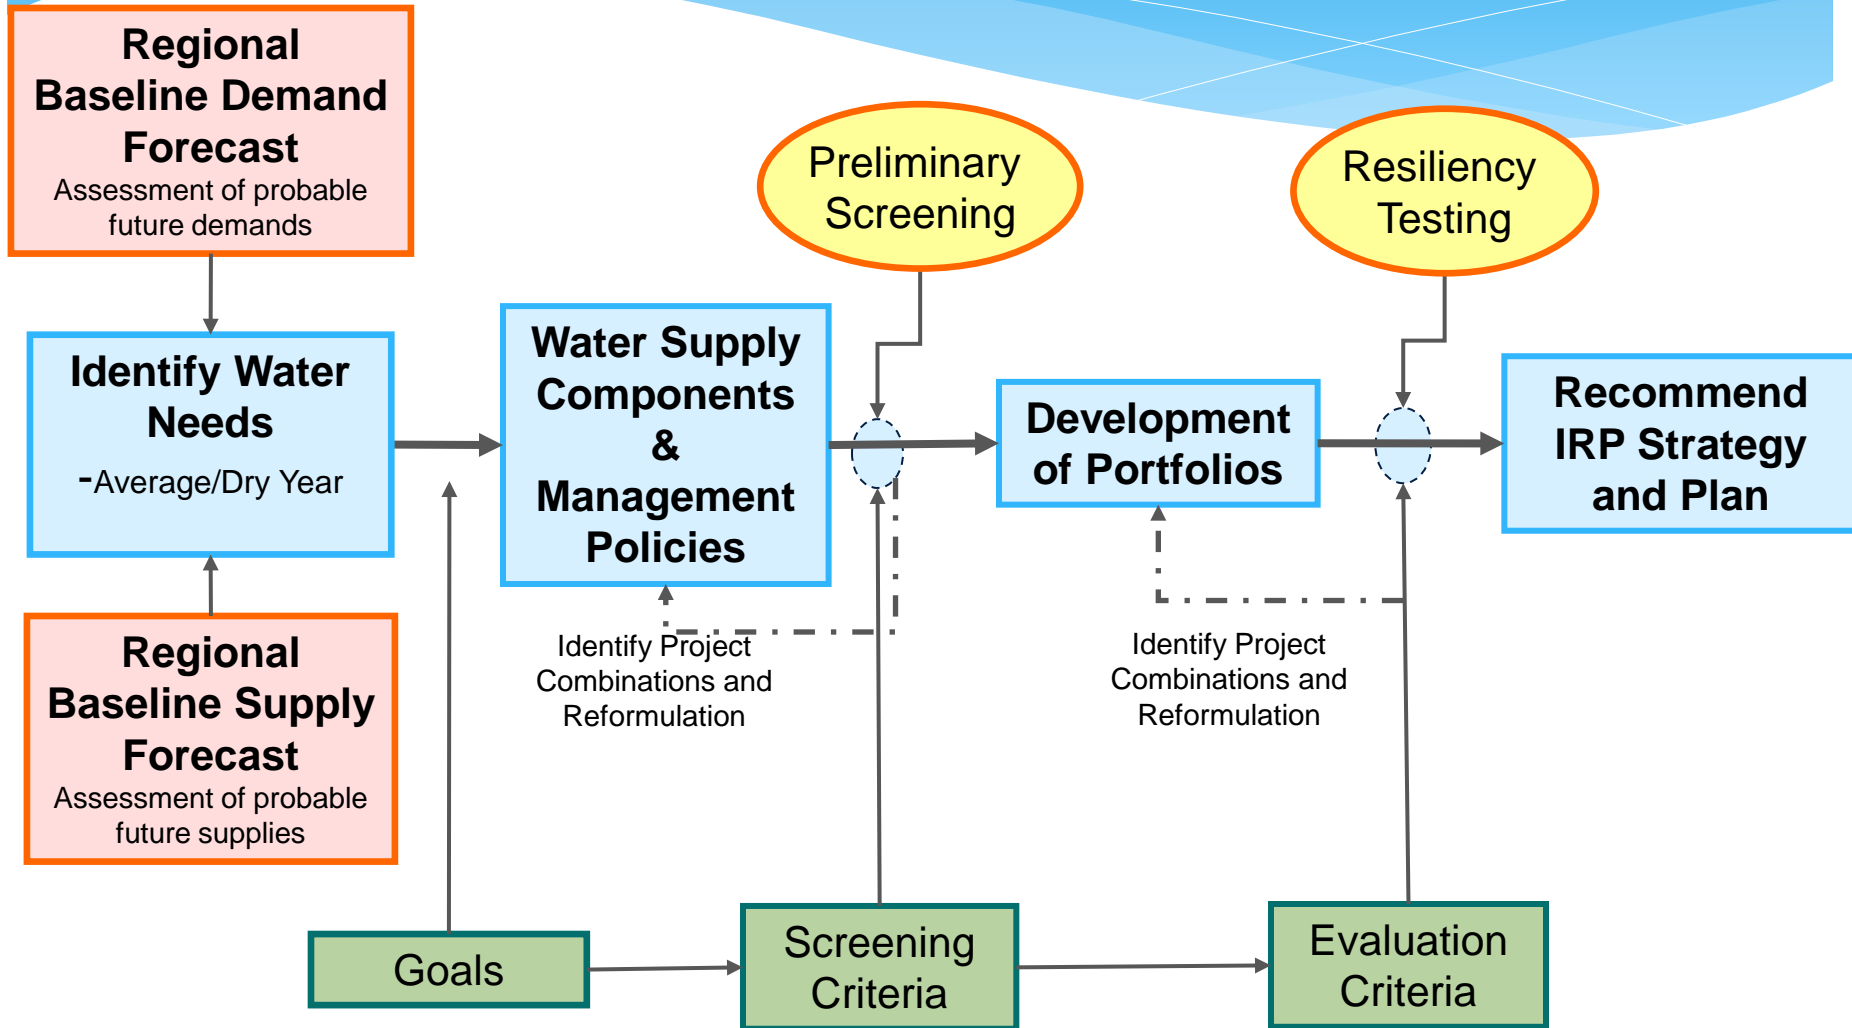 Regional
Baseline Demand
Forecast
Assessment of probable
future demands
Preliminary
Screening
Resiliency
Testing
Identify Water
Needs
-Average/Dry Year
Water Supply
Components
&
Management
Policies
Development
of Portfolios
Recommend
IRP Strategy
and Plan
Regional
Baseline Supply
Forecast
Assessment of probable
future supplies
Identify Project
Combinations and
Reformulation
Identify Project
Combinations and
Reformulation
Goals
Screening
Criteria
Evaluation
Criteria